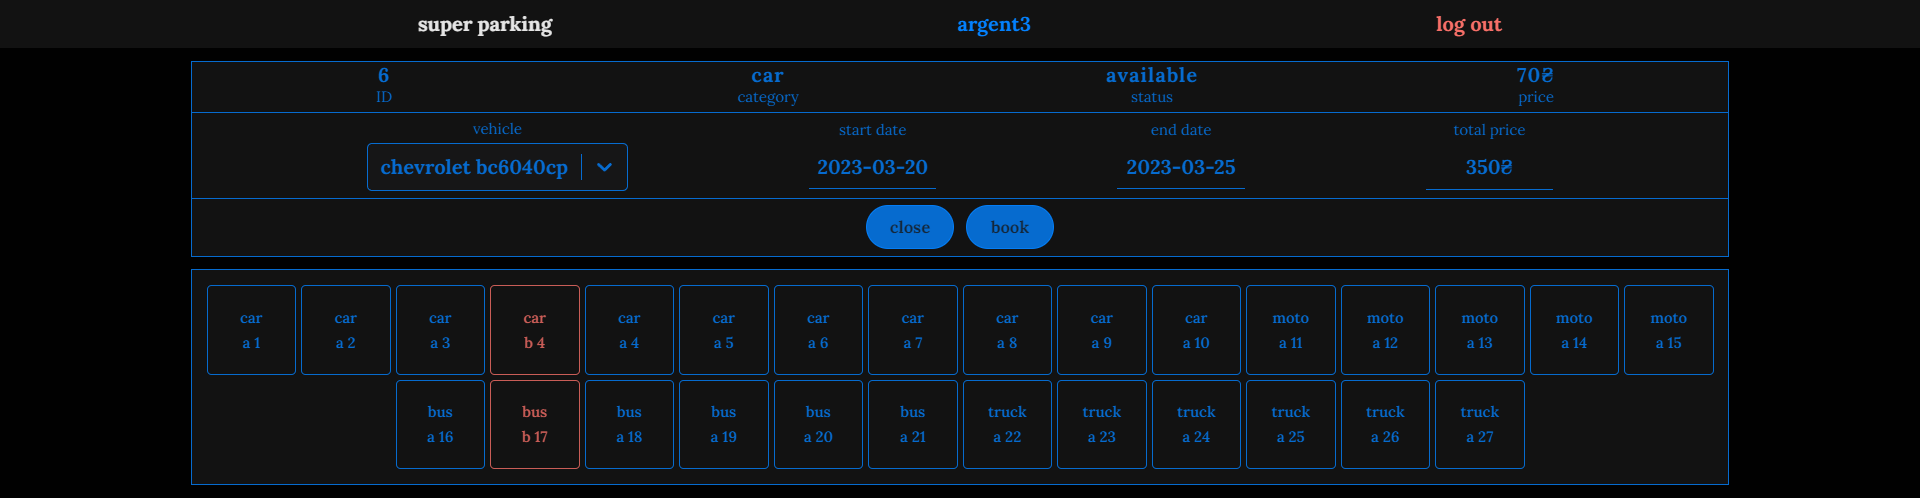 super parking argent3 log out
6 car available 70₴
ID category status price
vehicle start date end date total price
chevrolet bc6040cp 2023-03-20 2023-03-25 350₴
close book
car car car car car car car car car car car moto moto moto moto moto
a 1 a 2 a 3 b 4 a 4 a 5 a 6 a 7 a 8 a 9 a 10 a 11 a 12 a 13 a 14 a 15
bus bus bus bus bus bus truck truck truck truck truck truck
a 16 b 17 a 18 a 19 a 20 a 21 a 22 a 23 a 24 a 25 a 26 a 27